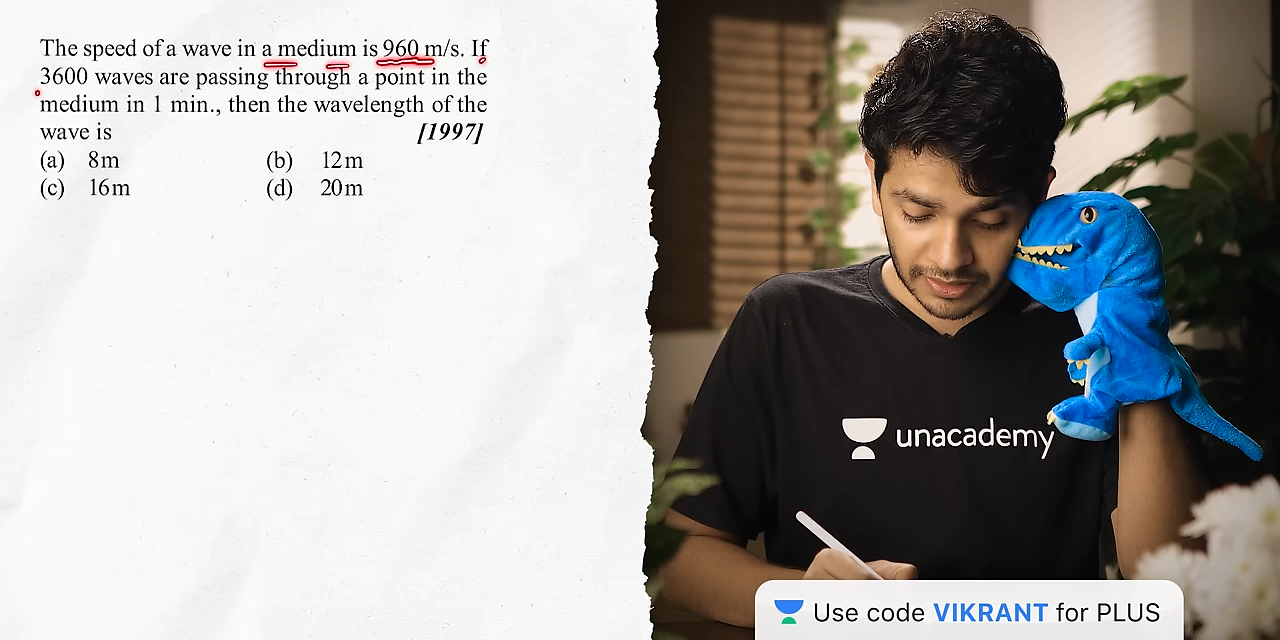 The speed of a wave in a medium is 960 m/s. If
3600 waves are passing through a point in the
medium in 1 min., then the wavelength of the
wave is [1997]
(a) 8m (b) 12m
(c) 16m (d) 20m
unacademy
Use code VIKRANT for PLUS